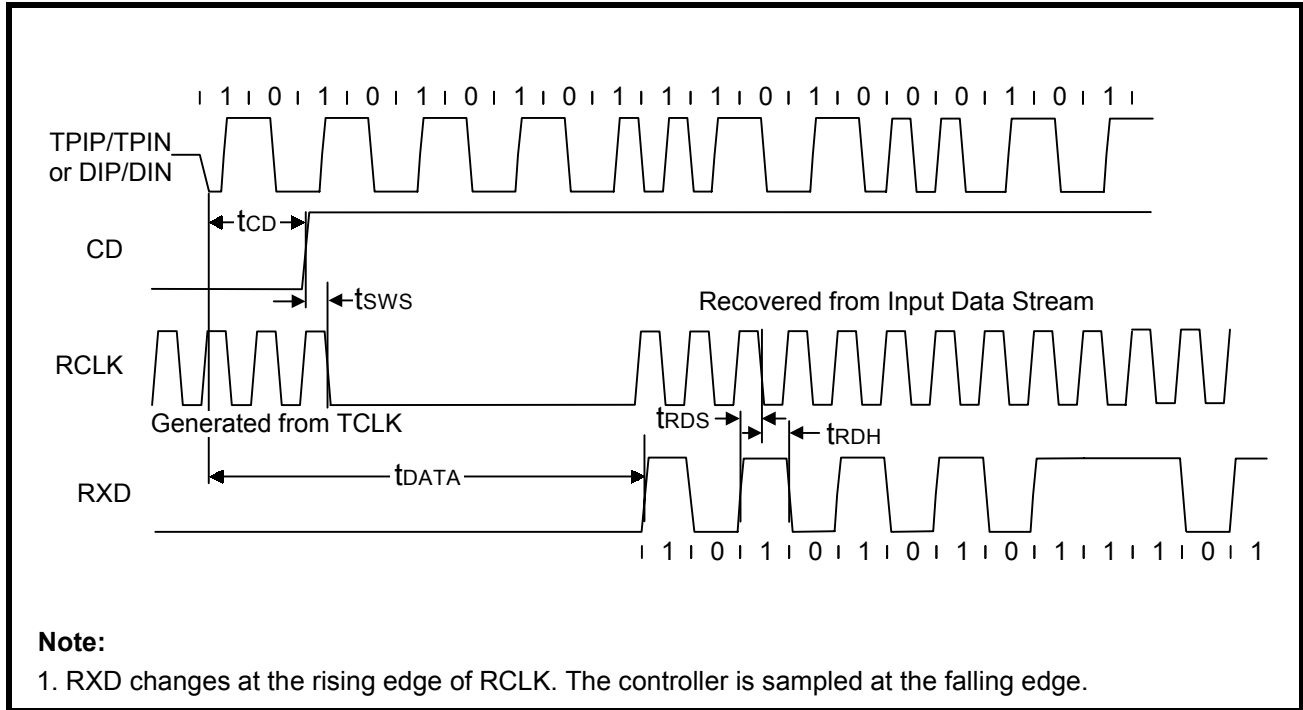 1 0 1 0 1 0 1 0 1 1 1 0 1 0 0 0 1 0 1
TPIP/TPIN
or DIP/DIN
tCD
CD
tSWS
Recovered from Input Data Stream
RCLK
Generated from TCLK
tRDS
tRDH
tDATA
RXD
1 0 1 0 1 0 1 0 1 1 1 0 1
Note:
1. RXD changes at the rising edge of RCLK. The controller is sampled at the falling edge.